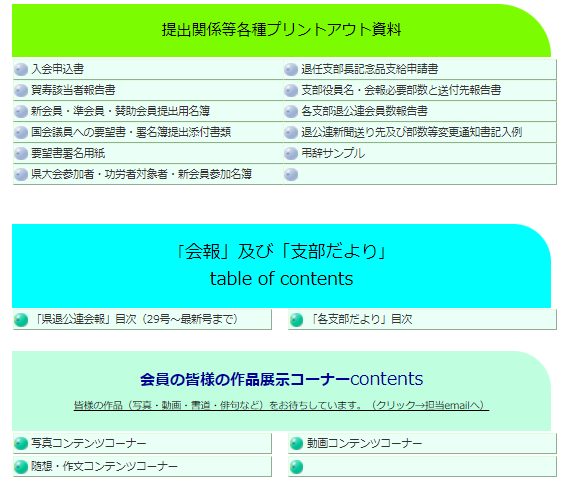 提出関係等各種プリントアウト資料
入会申込書
退任支部長記念品支給申請書
賀寿該当者報告書
支部役員名・会報必要部数と送付先報告書
新会員・準会員・賛助会員提出用名簿
各支部退公連会員数報告書
国会議員への要望書・署名簿提出添付書類
退公連新聞送り先及び部数等変更通知書記入例
要望書署名用紙
弔辞サンプル
県大会参加者・功労者対象者・新会員参加名簿
「会報」及び「支部だより」
table of contents
「県退公連会報」目次（29号～最新号まで）
「各支部だより」目次
会員の皆様の作品展示コーナーcontents
皆様の作品（写真・動画・書道・俳句など）をお待ちしています。（クリック→担当emailへ）
写真コンテンツコーナー
動画コンテンツコーナー
随想・作文コンテンツコーナー